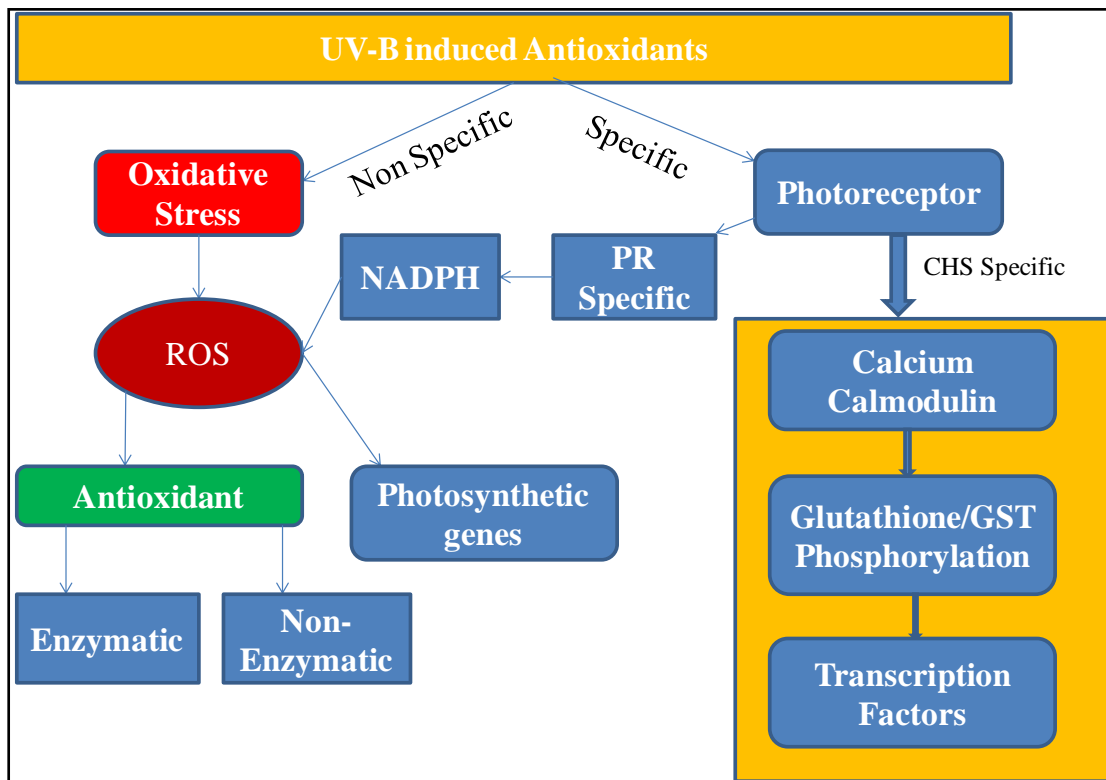 UV-B induced Antioxidants
Non Specific
Specific
Oxidative
Stress
Photoreceptor
NADPH
PR
Specific
CHS Specific
ROS
Calcium
Calmodulin
Antioxidant
Photosynthetic
genes
Glutathione/GST
Phosphorylation
Enzymatic
Non-
Enzymatic
Transcription
Factors